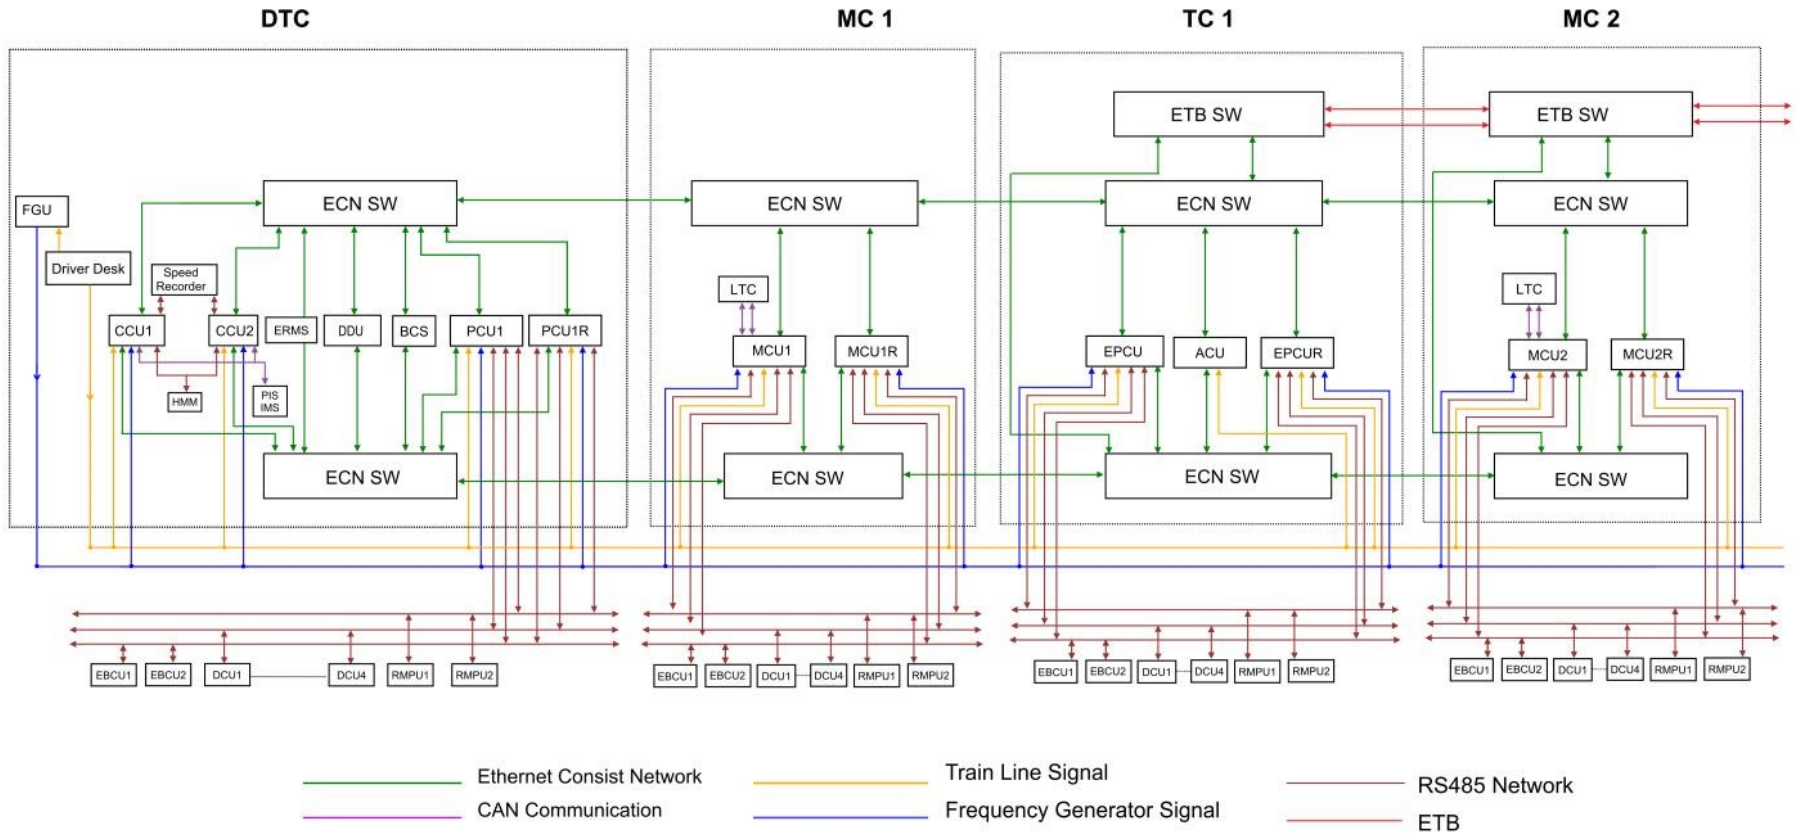 DTC
MC 1
TC 1
MC 2
ETB SW
ETB SW
ECN SW
ECN SW
ECN SW
ECN SW
FGU
Driver Desk
Speed
Recorder
LTC
LTC
CCU1
CCU2
ERMS
DDU
BCS
PCU1
PCU1R
MCU1
MCU1R
EPCU
ACU
EPCUR
MCU2
MCU2R
HMM
PIS
IMS
ECN SW
ECN SW
ECN SW
ECN SW
EBCU1
EBCU2
DCU1
DCU4
RMPU1
RMPU2
EBCU1
EBCU2
DCU1
DCU4
RMPU1
RMPU2
EBCU1
EBCU2
DCU1
DCU4
RMPU1
RMPU2
EBCU1
EBCU2
DCU1
DCU4
RMPU1
RMPU2
Ethernet Consist Network
Train Line Signal
RS485 Network
CAN Communication
Frequency Generator Signal
ETB